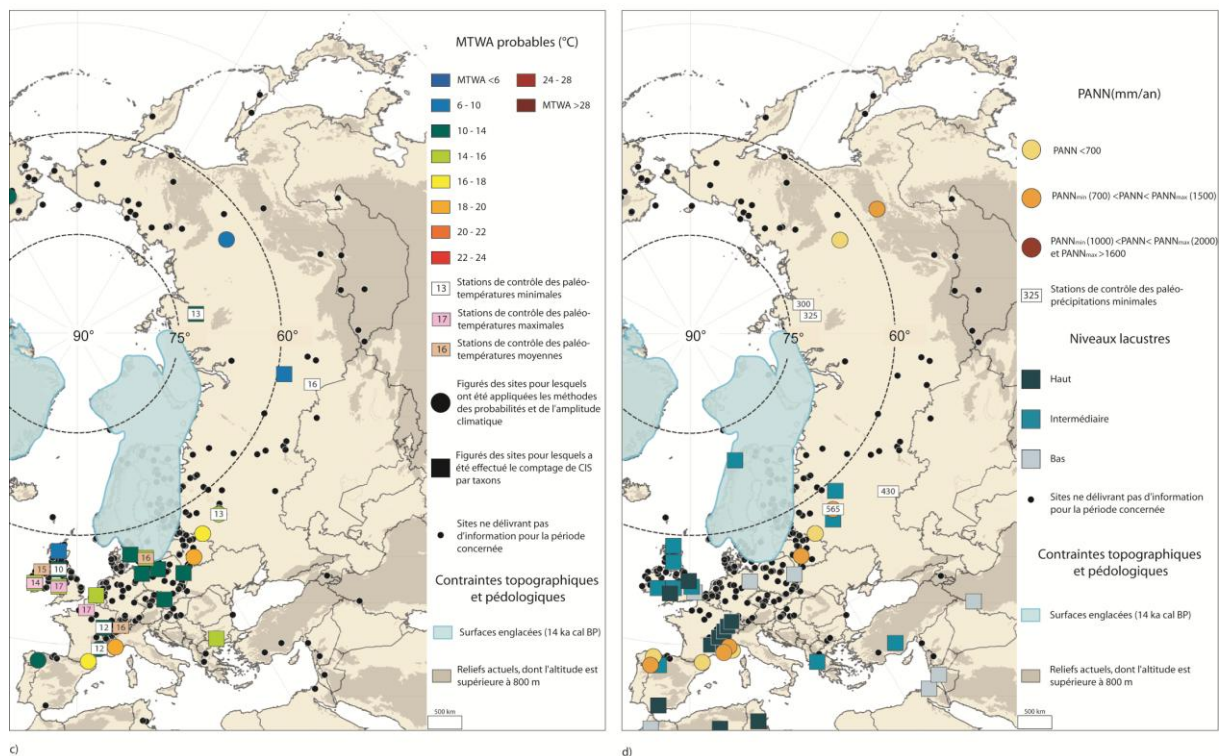 MTWA probables (°C)
MTWA <6
24 - 28
6 - 10
MTWA >28
10 - 14
14 - 16
16 - 18
18 - 20
20 - 22
22 - 24
13
Stations de contrôle des paléo-
températures minimales
17
Stations de contrôle des paléo-
températures maximales
16
Stations de contrôle des paléo-
températures moyennes
Figurés des sites pour lesquels
ont été appliquées les méthodes
des probabilités et de l'amplitude
climatique
Figurés des sites pour lesquels a
été effectué le comptage de CIS
par taxons
Sites ne délivrant pas
d'information pour la période
concernée
Contraintes topographiques
et pédologiques
Surfaces englacées (14 ka cal BP)
Reliefs actuels, dont l'altitude est
supérieure à 800 m
500 km
13
90°
75°
60°
16
13
16
15
10
14
17
17
12
16
12
c)
PANN(mm/an)
PANN <700
PANNmin (700) <PANN< PANNmax (1500)
PANNmin (1000) <PANN< PANNmax (2000)
et PANNmax >1600
325
Stations de contrôle des paléo-
précipitations minimales
Niveaux lacustres
Haut
Intermédiaire
Bas
Sites ne délivrant pas d'information
pour la période concernée
Contraintes topographiques
et pédologiques
Surfaces englacées (14 ka cal BP)
Reliefs actuels, dont l'altitude est
supérieure à 800 m
500 km
300
325
90°
75°
60°
430
565
d)